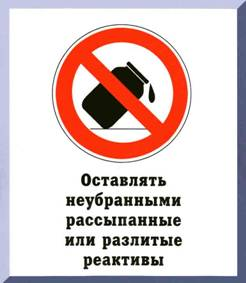 Оставлять
неубранными
рассыпанные
или разлитые
реактивы